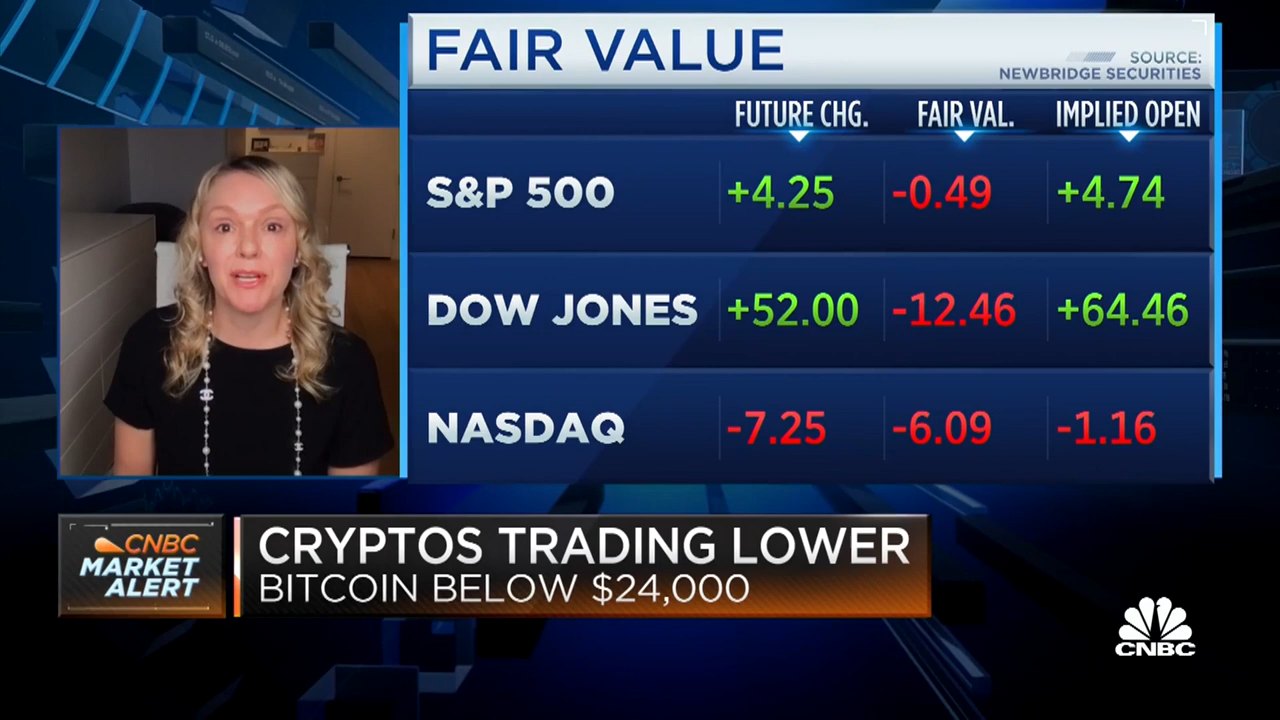 FAIR VALUE
SOURCE:
NEWBRIDGE SECURITIES
FUTURE CHG. FAIR VAL. IMPLIED OPEN
S&P 500 +4.25 -0.49 +4.74
DOW JONES +52.00 -12.46 +64.46
NASDAQ -7.25 -6.09 -1.16
CNBC
MARKET
ALERT
CRYPTOS TRADING LOWER
BITCOIN BELOW $24,000
CNBC